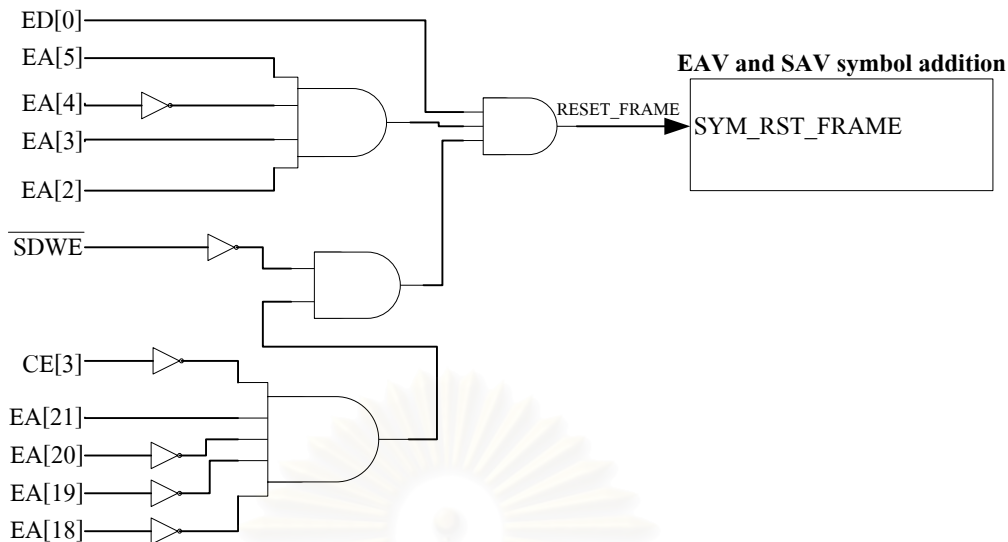 ED[0]
EA[5]
EA[4]
EA[3]
EA[2]
RESET_FRAME
EAV and SAV symbol addition
SYM_RST_FRAME
SDWE
CE[3]
EA[21]
EA[20]
EA[19]
EA[18]